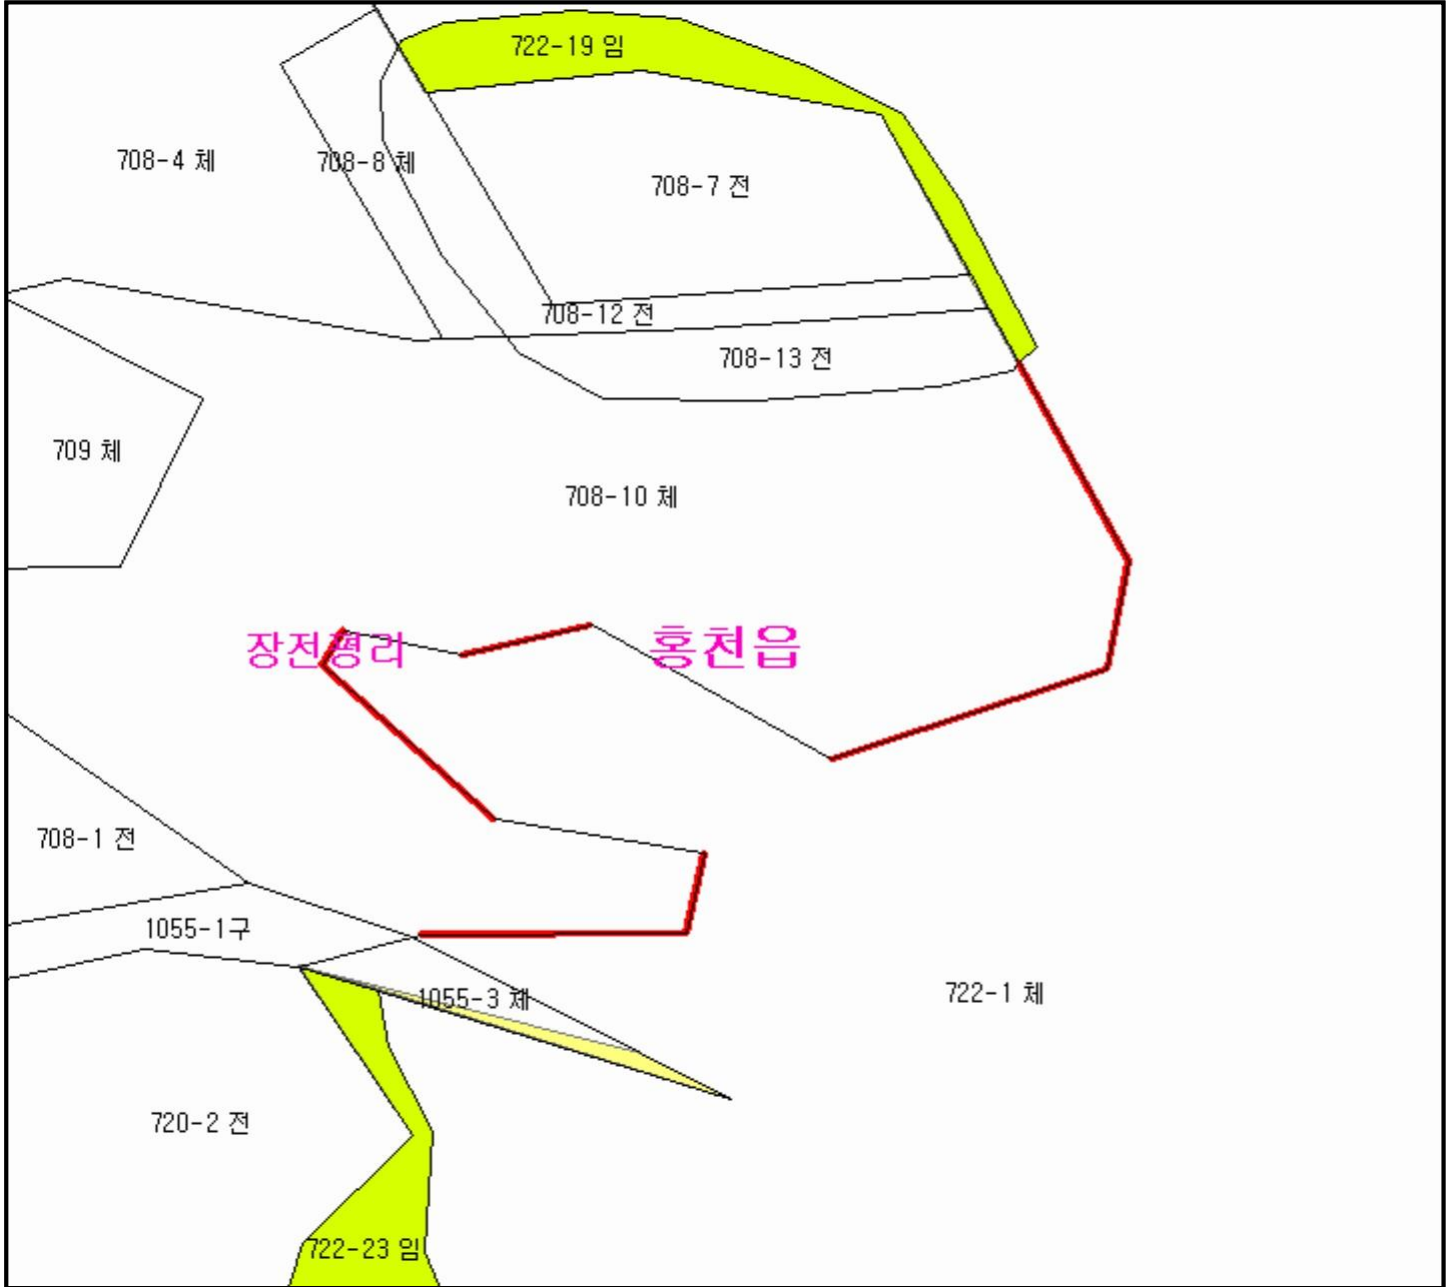 722-19 임
708-4 체
708-8 체
708-7 전
708-12 전
708-13 전
709 체
708-10 체
장전평리
홍천읍
708-1 전
1055-1구
1055-3 체
722-1 체
720-2 전
722-23 임